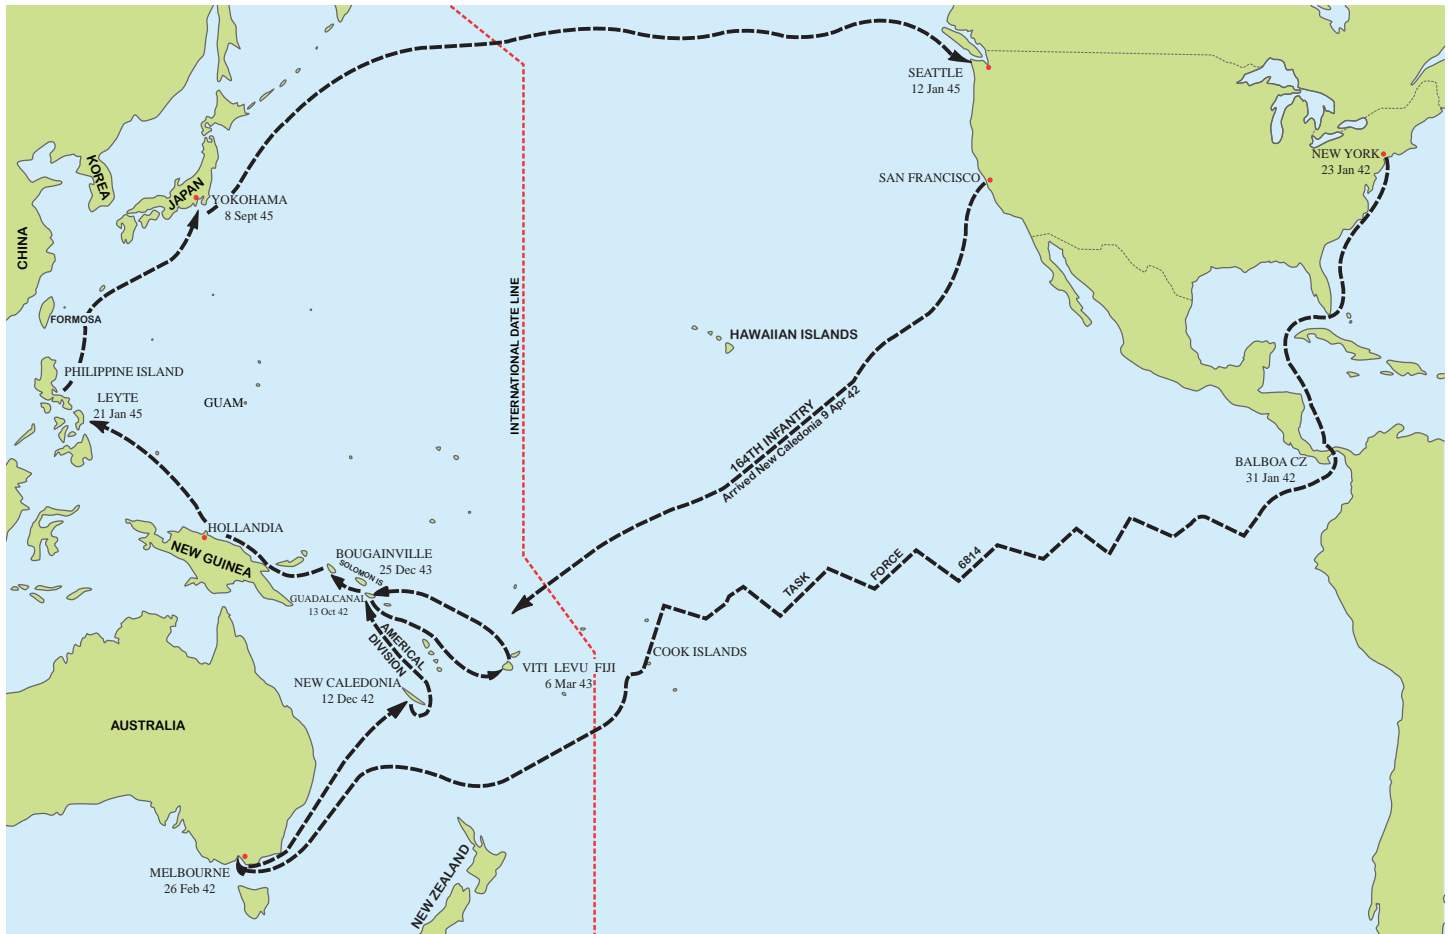 SEATTLE
12 Jan 45
NEW YORK
23 Jan 42
KOREA
JAPAN
SAN FRANCISCO
YOKOHAMA
8 Sept 45
CHINA
INTERNATIONAL DATE LINE
FORMOSA
HAWAIIAN ISLANDS
PHILIPPINE ISLAND
LEYTE
21 Jan 45
GUAM
164TH INFANTRY
Arrived New Caledonia 9 Apr 42
BALBOA CZ
31 Jan 42
HOLLANDIA
NEW GUINEA
BOUGAINVILLE
25 Dec 43
SOLOMON IS
GUADALCANAL
13 Oct 42
TASK
FORCE
6814
AMERICAL
DIVISION
COOK ISLANDS
VITI LEVU FIJI
6 Mar 43
NEW CALEDONIA
12 Dec 42
AUSTRALIA
MELBOURNE
26 Feb 42
NEW ZEALAND